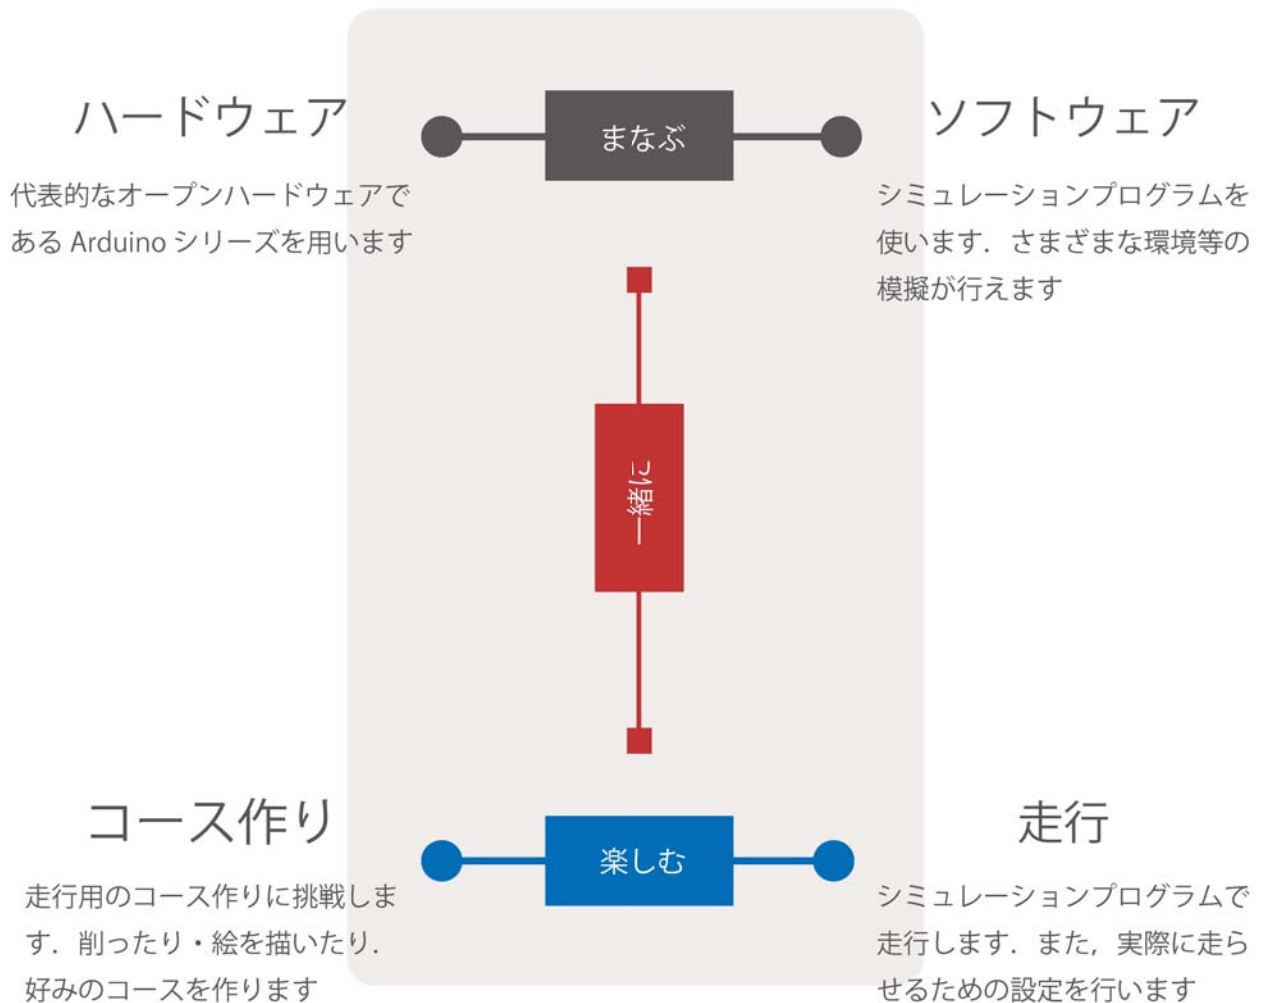 ハードウェア
まなぶ
ソフトウェア
代表的なオープンハードウェアで
ある Arduino シリーズを用います
シミュレーションプログラムを
使います．さまざまな環境等の
模擬が行えます
一緒に
コース作り
楽しむ
走行
走行用のコース作りに挑戦しま
す．削ったり・絵を描いたり．
好みのコースを作ります
シミュレーションプログラムで
走行します．また，実際に走ら
せるための設定を行います